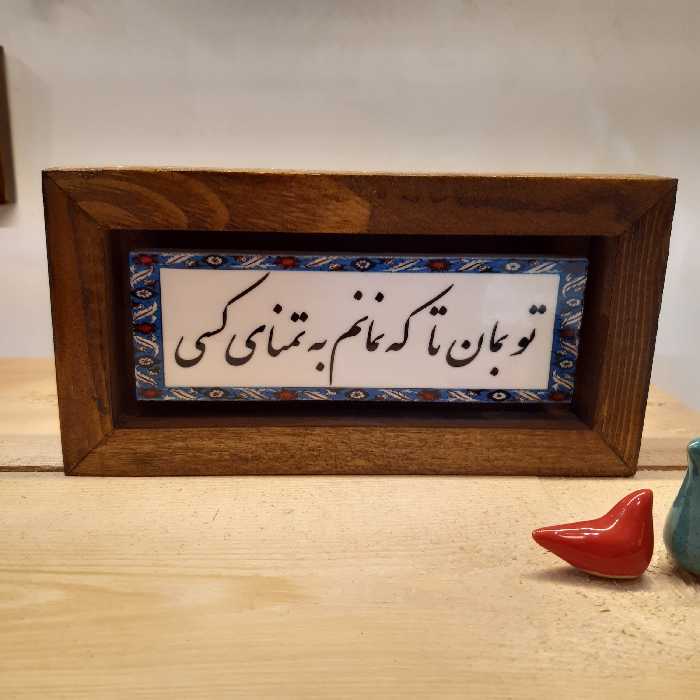 تو بمان تا که نمانم به تمنای کسی